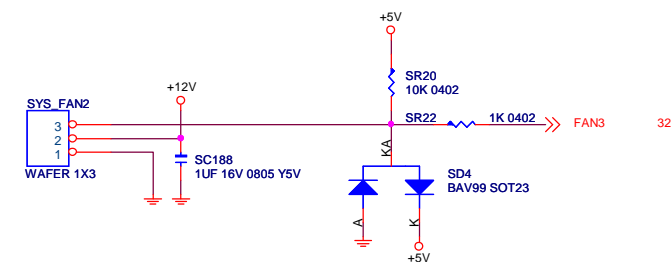 +5V
SR20
10K 0402
SYS_FAN2
+12V
3
2
1
SR22
1K 0402
FAN3
32
KA
SC188
1UF 16V 0805 Y5V
WAFER 1X3
SD4
BAV99 SOT23
A
K
+5V